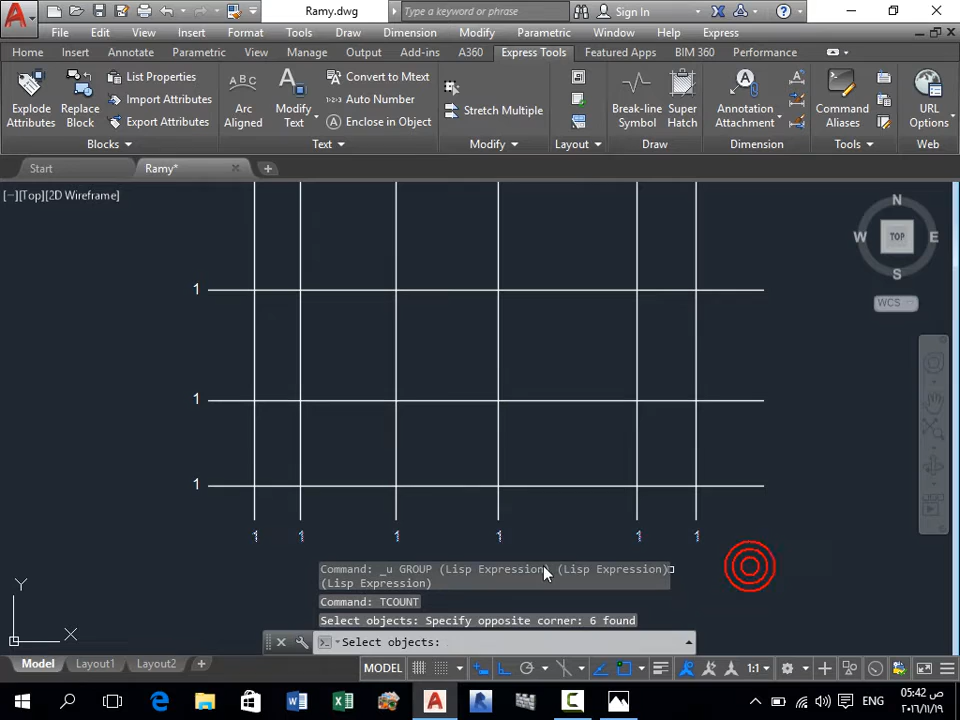 Ramy.dwg
Type a keyword or phrase
Sign In
File Edit View Insert Format Tools Draw Dimension Modify Parametric Window Help Express
Home Insert Annotate Parametric View Manage Output Add-ins A360 Express Tools Featured Apps BIM 360 Performance
Explode Attributes
Replace Block
List Properties
Import Attributes
Export Attributes
Arc Aligned
Modify Text
Convert to Mtext
Auto Number
Enclose in Object
Stretch Multiple
Break-line Symbol
Super Hatch
Annotation Attachment
Command Aliases
URL Options
Blocks
Text
Modify
Layout
Draw
Dimension
Tools
Web
Start
Ramy*
[−][Top][2D Wireframe]
N
W TOP E
S
WCS
1
1
1
1 1 1 1 1 1
Y
X
Command: _u GROUP (Lisp Expression) (Lisp Expression)
(Lisp Expression)
Command: TCOUNT
Select objects: Specify opposite corner: 6 found
Select objects:
Model Layout1 Layout2
MODEL
1:1
ENG
05:42 ص
٢٠١٦/١١/١٩